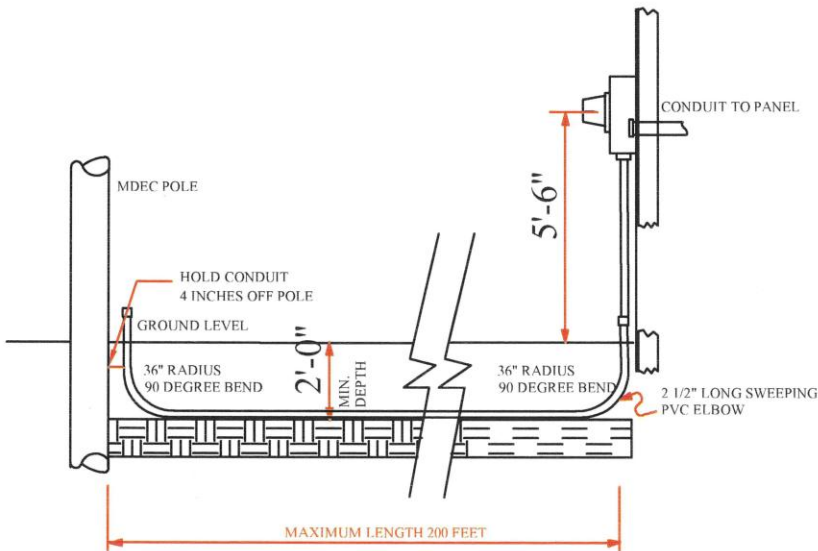 CONDUIT TO PANEL
MDEC POLE
5'-6"
HOLD CONDUIT
4 INCHES OFF POLE
GROUND LEVEL
36" RADIUS
90 DEGREE BEND
2'-0"
MIN.
DEPTH
36" RADIUS
90 DEGREE BEND
2 1/2" LONG SWEEPING
PVC ELBOW
MAXIMUM LENGTH 200 FEET